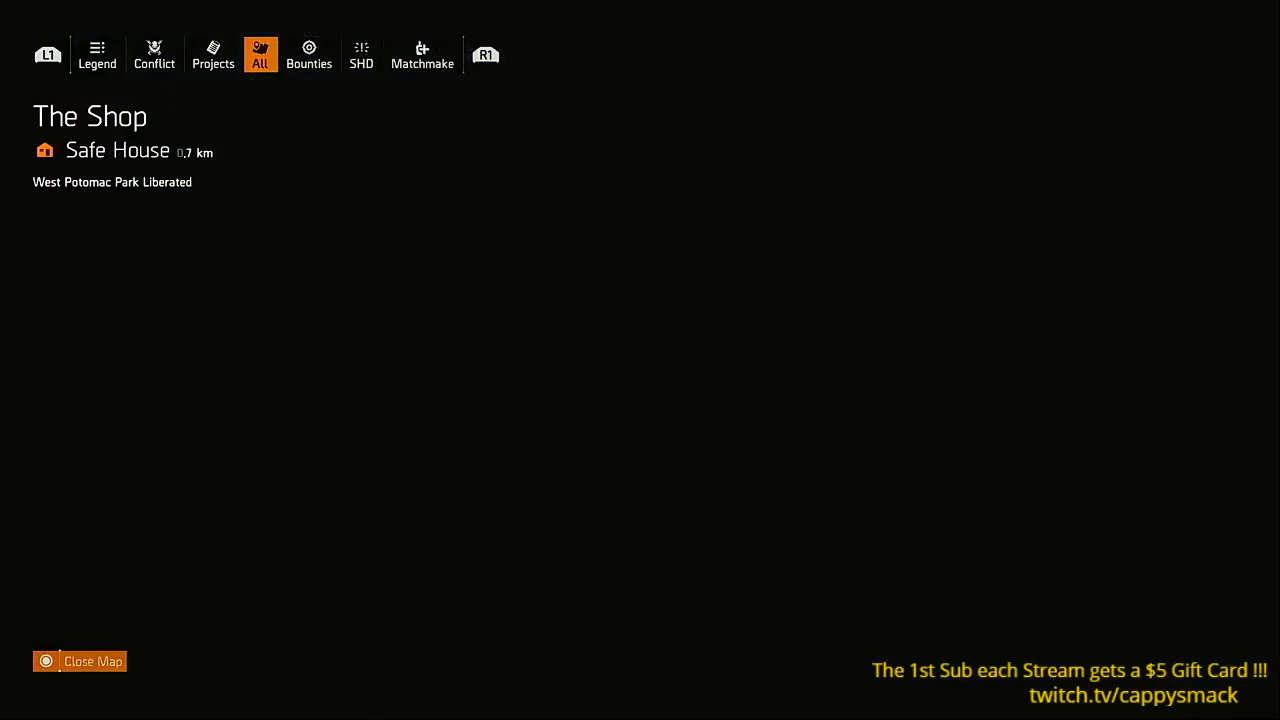 L1 Legend Conflict Projects All Bounties SHD Matchmake R1
The Shop
Safe House 0.7 km
West Potomac Park Liberated
Close Map
The 1st Sub each Stream gets a $5 Gift Card !!!
twitch.tv/cappysmack